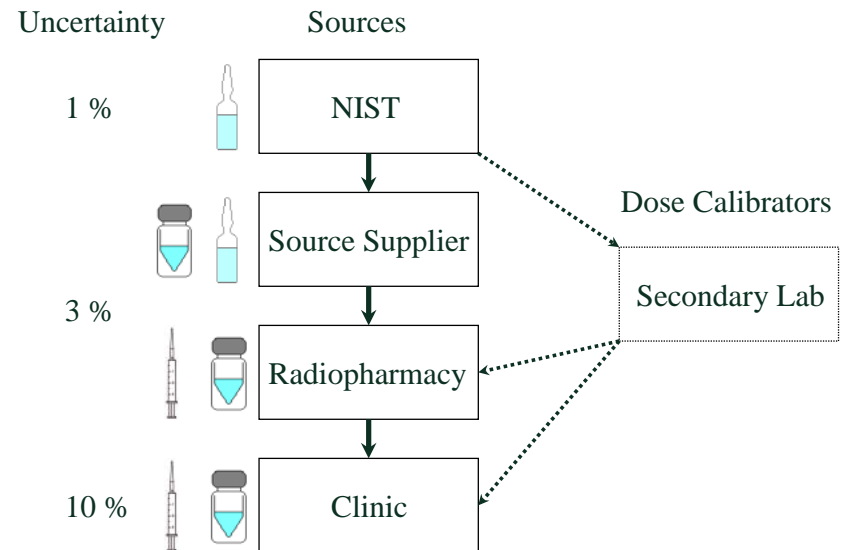 Uncertainty
Sources
1 %
NIST
Dose Calibrators
Source Supplier
Secondary Lab
3 %
Radiopharmacy
10 %
Clinic